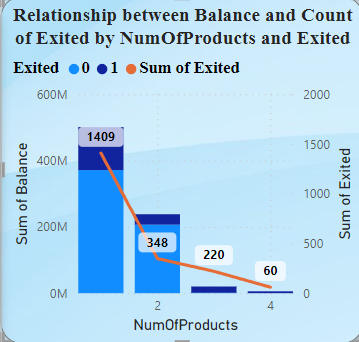 Relationship between Balance and Count
of Exited by NumOfProducts and Exited
Exited 0 1 Sum of Exited
600M
400M
200M
0M
Sum of Balance
1409
348
220
60
2000
1500
1000
500
0
Sum of Exited
2
4
NumOfProducts